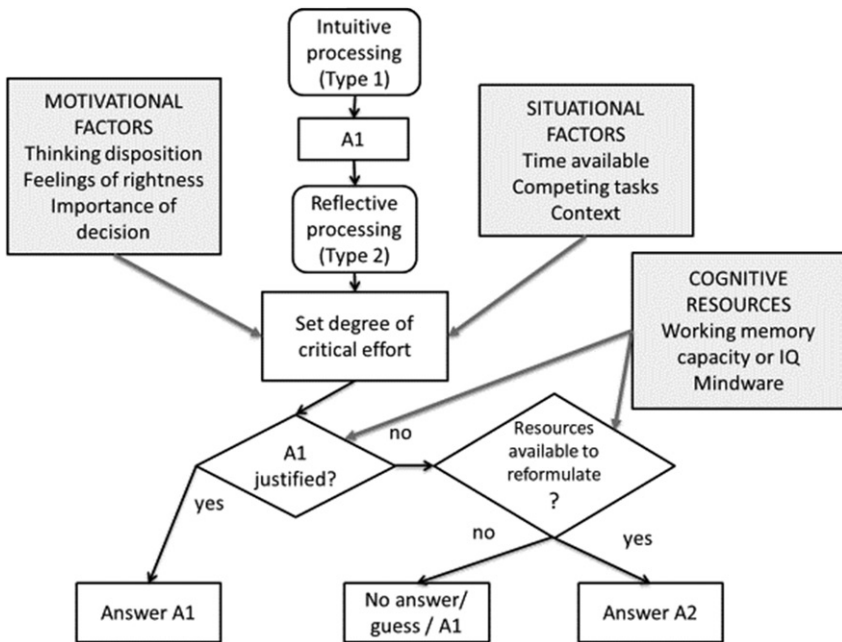 Intuitive
processing
(Type 1)
MOTIVATIONAL
FACTORS
Thinking disposition
Feelings of rightness
Importance of
decision
A1
SITUATIONAL
FACTORS
Time available
Competing tasks
Context
Reflective
processing
(Type 2)
COGNITIVE
RESOURCES
Working memory
capacity or IQ
Mindware
Set degree of
critical effort
A1
justified?
no
Resources
available to
reformulate
?
yes
no
yes
Answer A1
No answer/
guess / A1
Answer A2